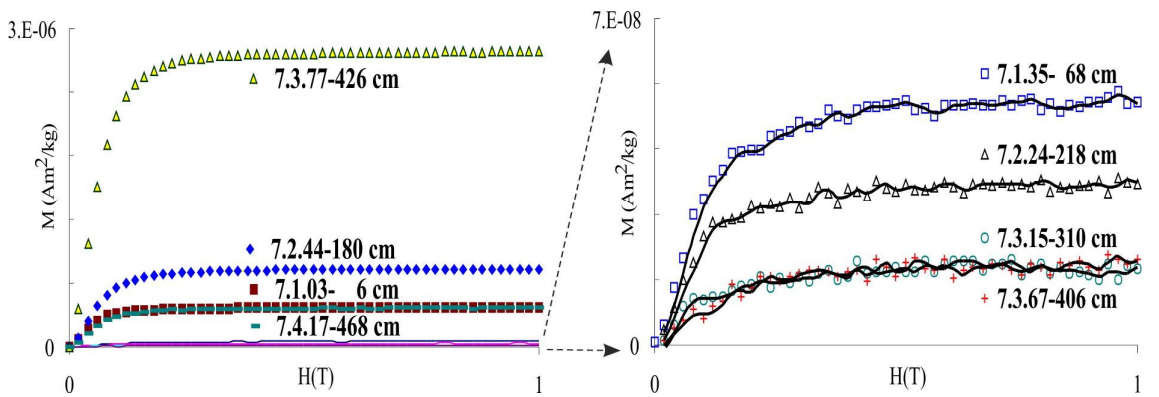 3.E-06
7.3.77-426 cm
M (Am²/kg)
7.2.44-180 cm
7.1.03- 6 cm
7.4.17-468 cm
0
0
H(T)
1
7.E-08
7.1.35- 68 cm
7.2.24-218 cm
M (Am²/kg)
7.3.15-310 cm
7.3.67-406 cm
0
0
H(T)
1